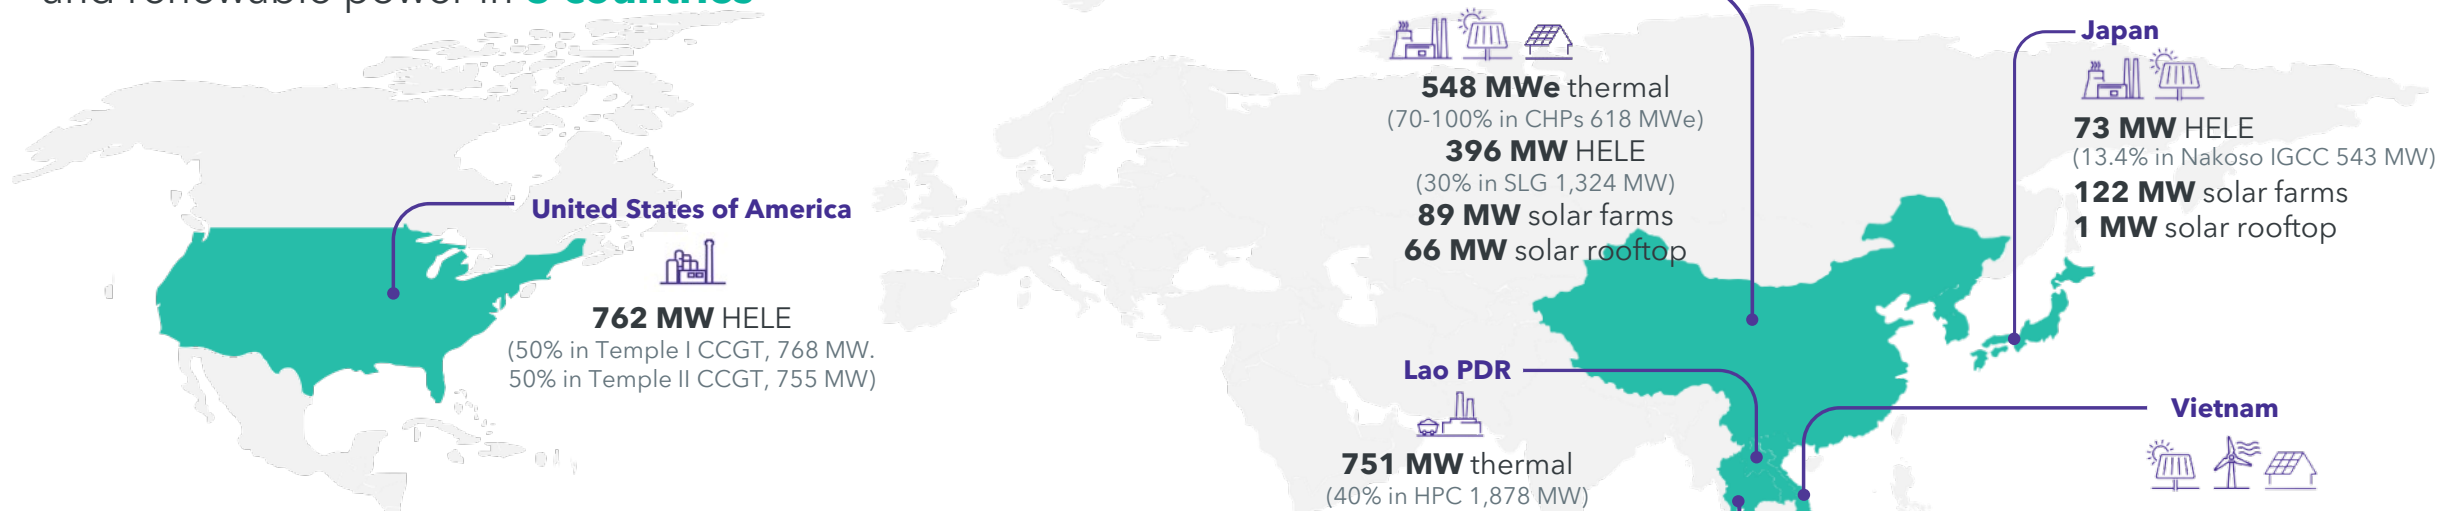 and renewable power in
United States of America
762 MW HELE
(50% in Temple I CCGT, 768 MW.
50% in Temple II CCGT, 755 MW)
548 MWe thermal
(70-100% in CHPs 618 MWe)
396 MW HELE
(30% in SLG 1,324 MW)
89 MW solar farms
66 MW solar rooftop
Lao PDR
751 MW thermal
(40% in HPC 1,878 MW)
Japan
73 MW HELE
(13.4% in Nakoso IGCC 543 MW)
122 MW solar farms
1 MW solar rooftop
Vietnam